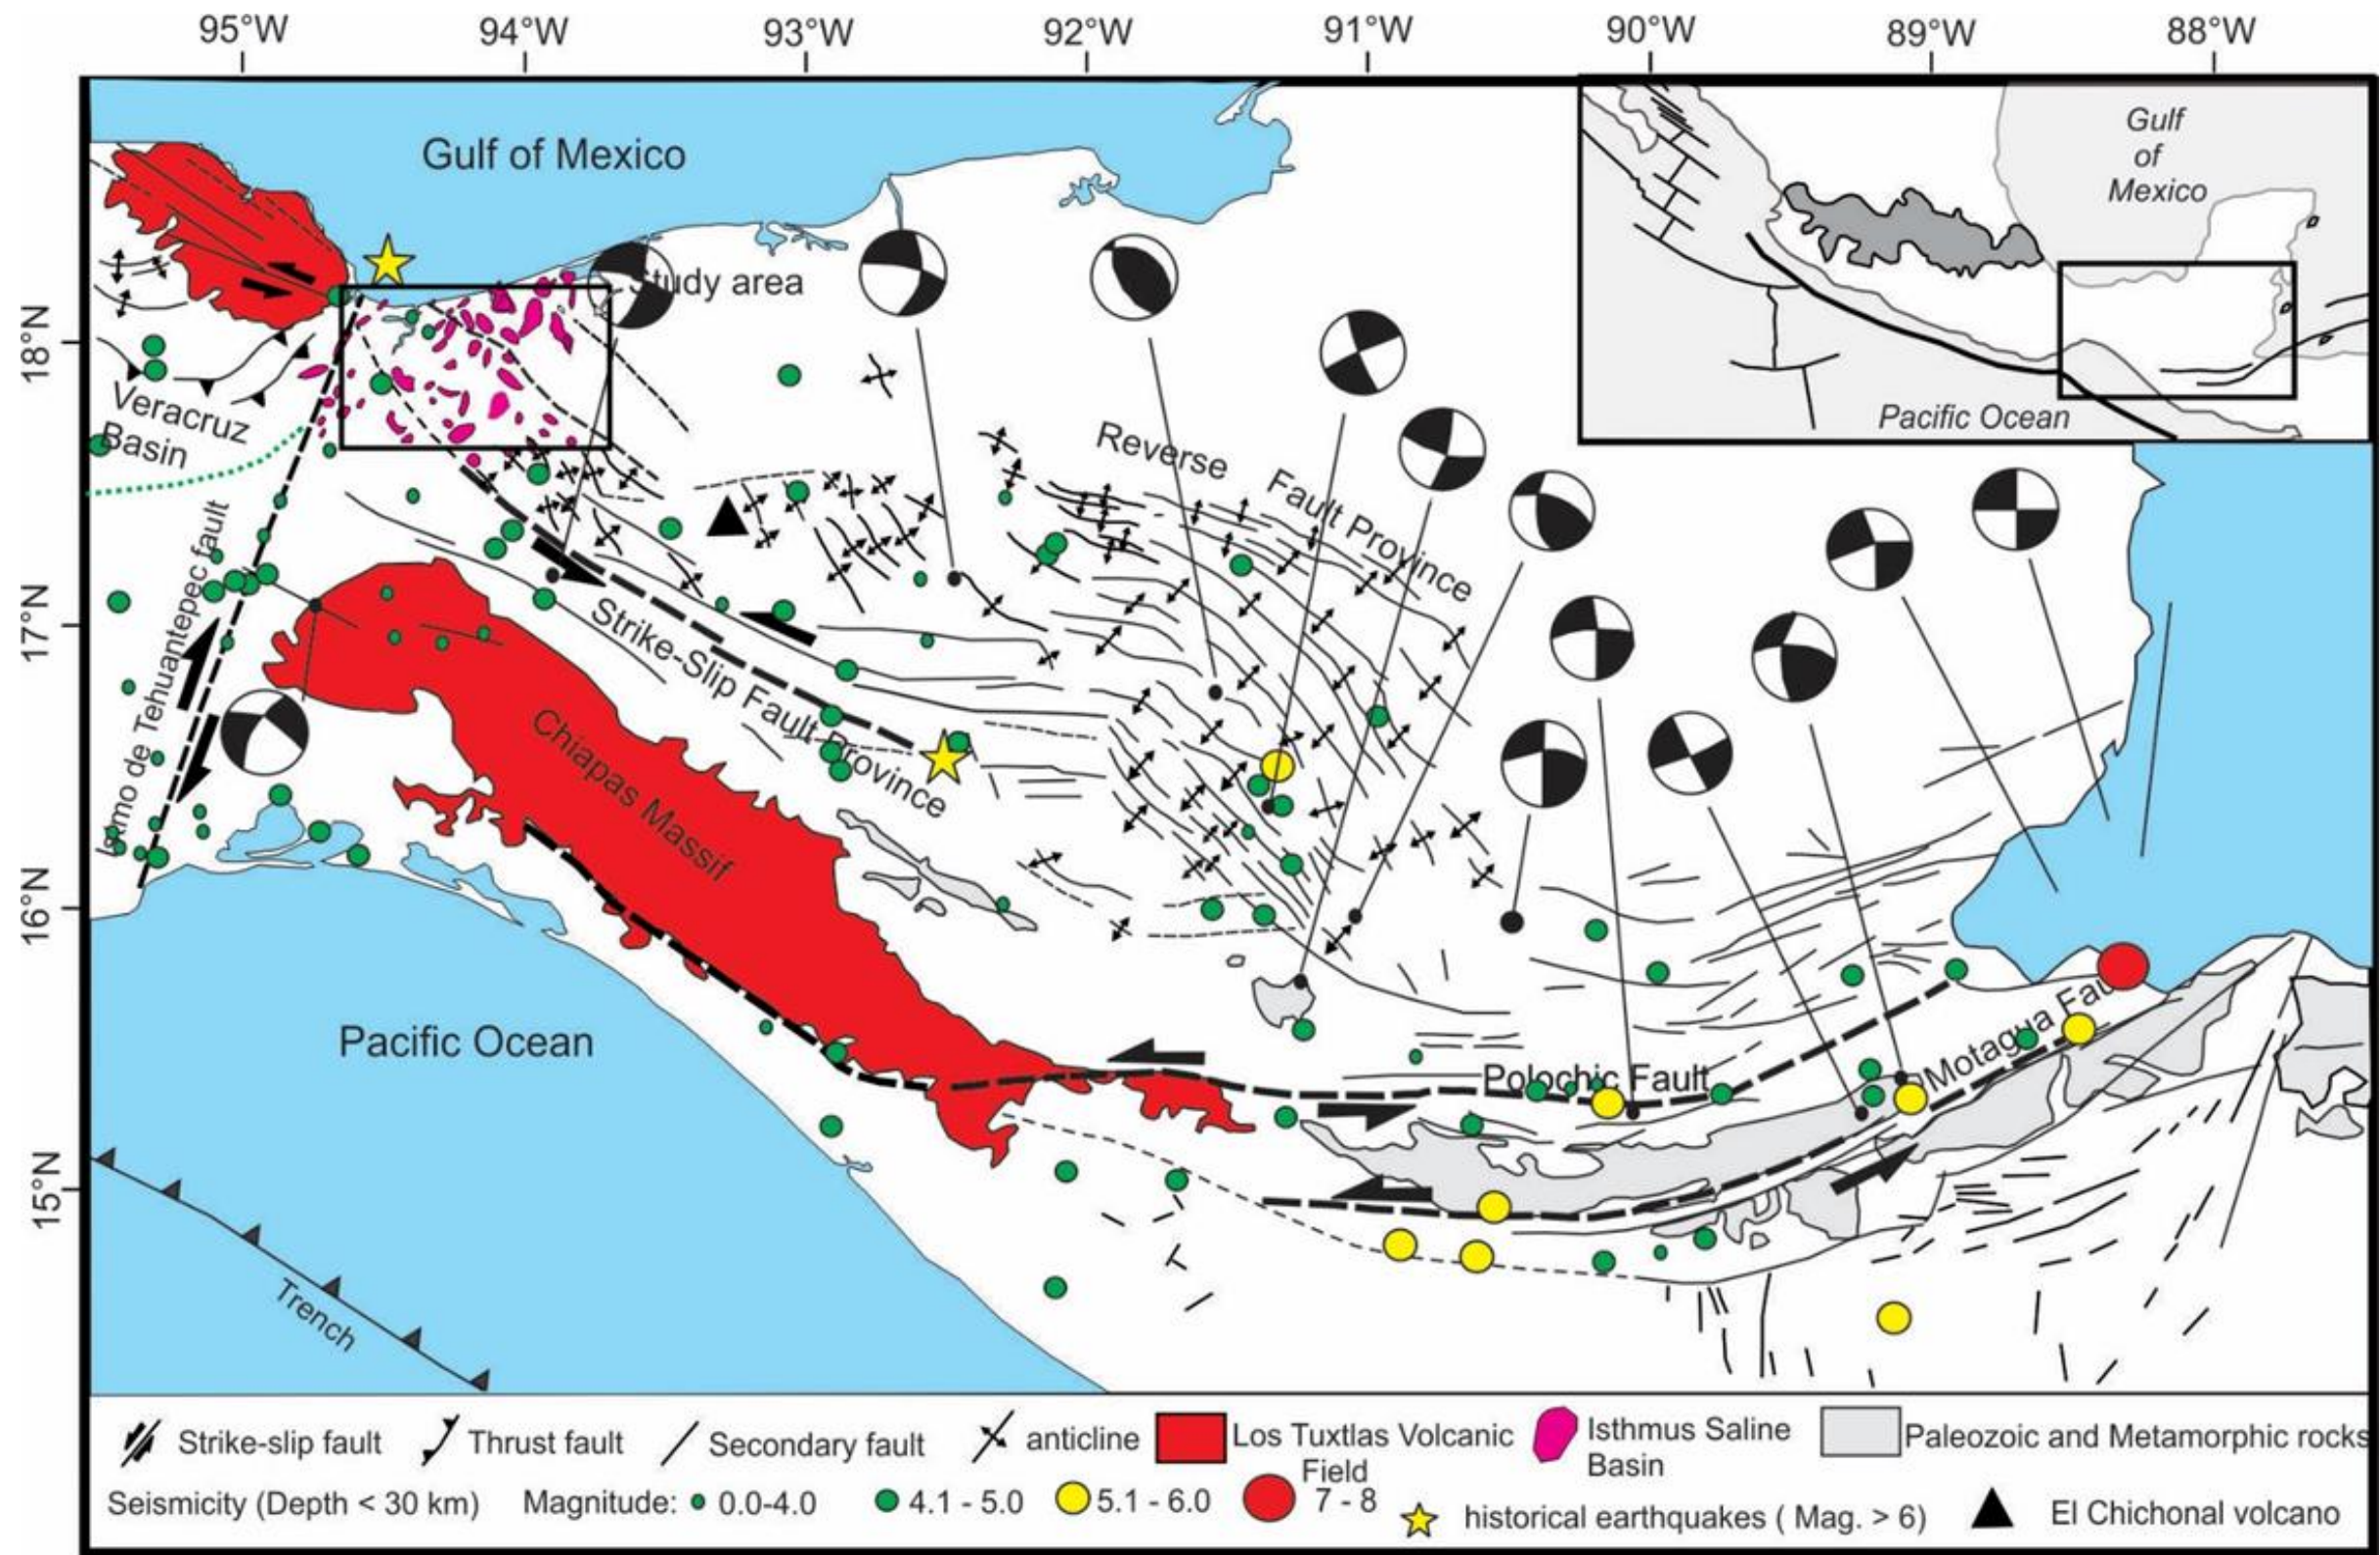 95°W 94°W 93°W 92°W 91°W 90°W 89°W 88°W
18°N
17°N
16°N
15°N
Gulf of Mexico
Gulf
of
Mexico
Pacific Ocean
Study area
Veracruz
Basin
Reverse Fault Province
Istmo de Tehuantepec fault
Strike-Slip Fault Province
Chiapas Massif
Pacific Ocean
Polochic Fault
Motagua Fau
Trench
Strike-slip fault Thrust fault Secondary fault anticline Los Tuxtlas Volcanic Field Isthmus Saline Basin Paleozoic and Metamorphic rocks
Seismicity (Depth < 30 km) Magnitude: 0.0-4.0 4.1 - 5.0 5.1 - 6.0 7 - 8 historical earthquakes ( Mag. > 6) El Chichonal volcano